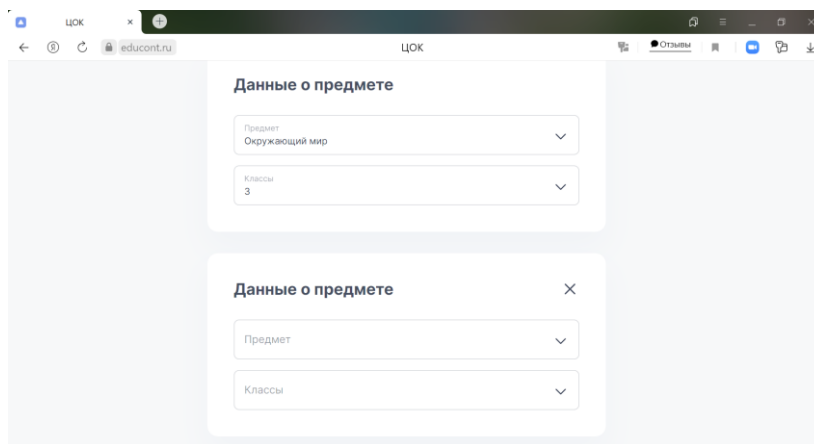 ЦОК
educont.ru
ЦОК
Отзывы
Данные о предмете
Предмет
Окружающий мир
Классы
3
Данные о предмете
Предмет
Классы